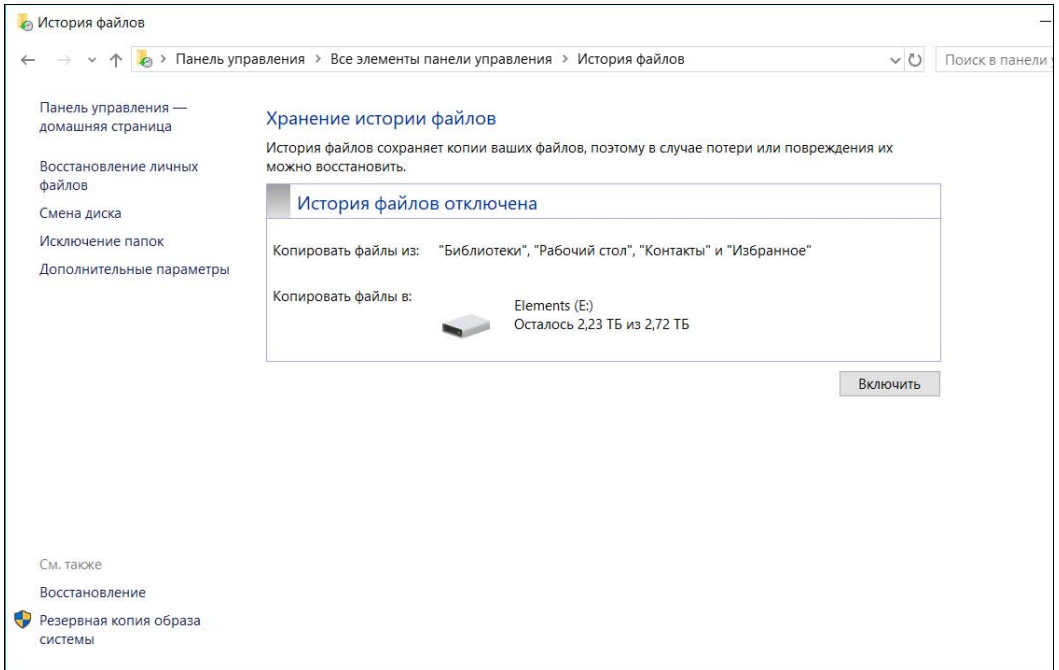 История файлов
Панель управления > Все элементы панели управления > История файлов
Поиск в панели
Панель управления —
домашняя страница
Восстановление личных
файлов
Смена диска
Исключение папок
Дополнительные параметры
Хранение истории файлов
История файлов сохраняет копии ваших файлов, поэтому в случае потери или повреждения их
можно восстановить.
История файлов отключена
Копировать файлы из: "Библиотеки", "Рабочий стол", "Контакты" и "Избранное"
Копировать файлы в:
Elements (E:)
Осталось 2,23 ТБ из 2,72 ТБ
Включить
См. также
Восстановление
Резервная копия образа
системы